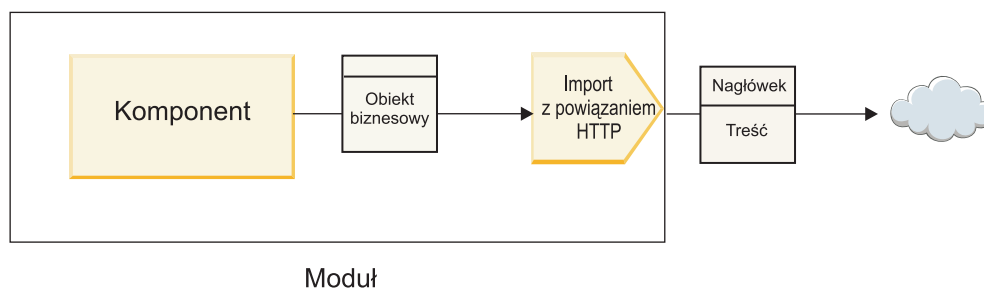 Komponent
Obiekt
biznesowy
Import
z powiązaniem
HTTP
Nagłówek
Treść
Moduł